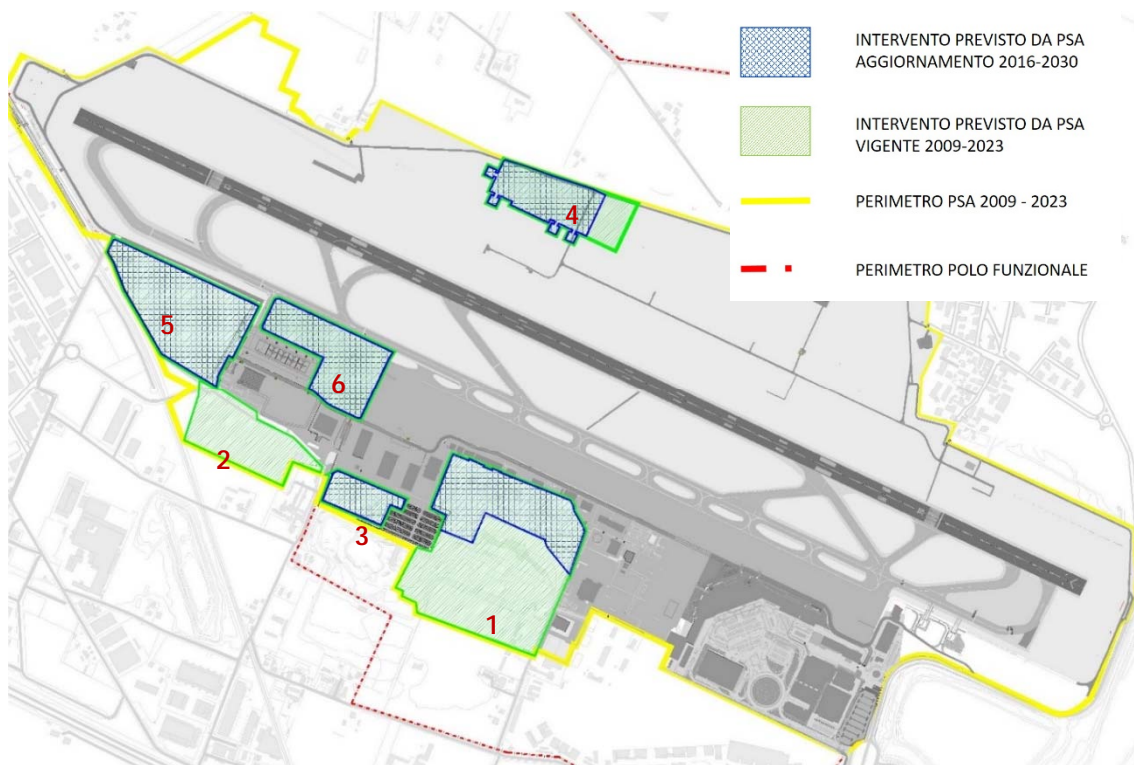 INTERVENTO PREVISTO DA PSA
AGGIORNAMENTO 2016-2030
INTERVENTO PREVISTO DA PSA
VIGENTE 2009-2023
PERIMETRO PSA 2009 - 2023
PERIMETRO POLO FUNZIONALE
4
5
6
2
3
1